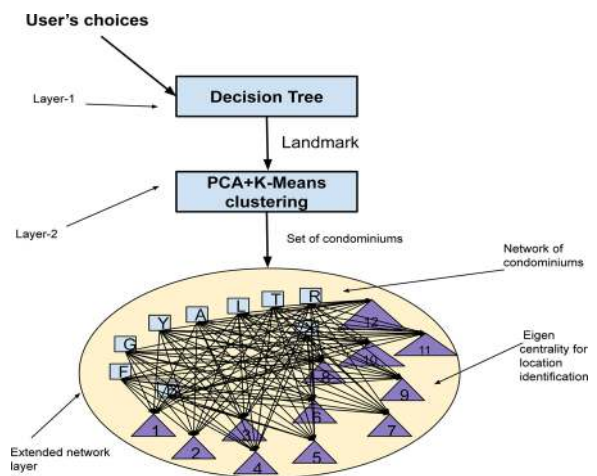 User's choices
Layer-1
Decision Tree
Landmark
PCA+K-Means
clustering
Layer-2
Set of condominiums
Network of
condominiums
R
T
L
A
Y
G
F
12
11
10
9
8
7
6
5
4
3
2
1
Eigen
centrality for
location
identification
Extended network
layer